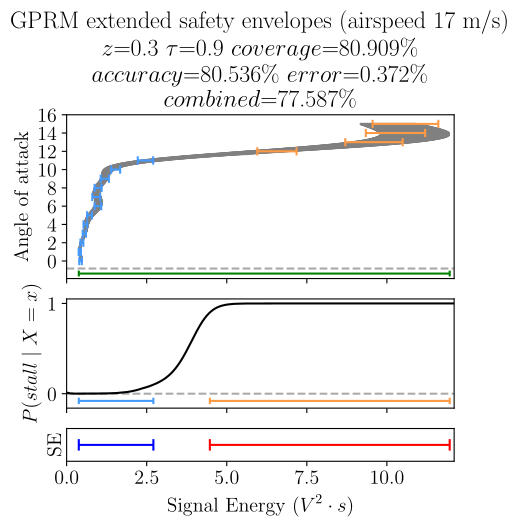 GPRM extended safety envelopes (airspeed 17 m/s)
z=0.3 τ=0.9 coverage=80.909%
accuracy=80.536% error=0.372%
combined=77.587%
Angle of attack
16
14
12
10
8
6
4
2
0
P(stall | X = x)
1
0
SE
0.0 2.5 5.0 7.5 10.0
Signal Energy (V² · s)